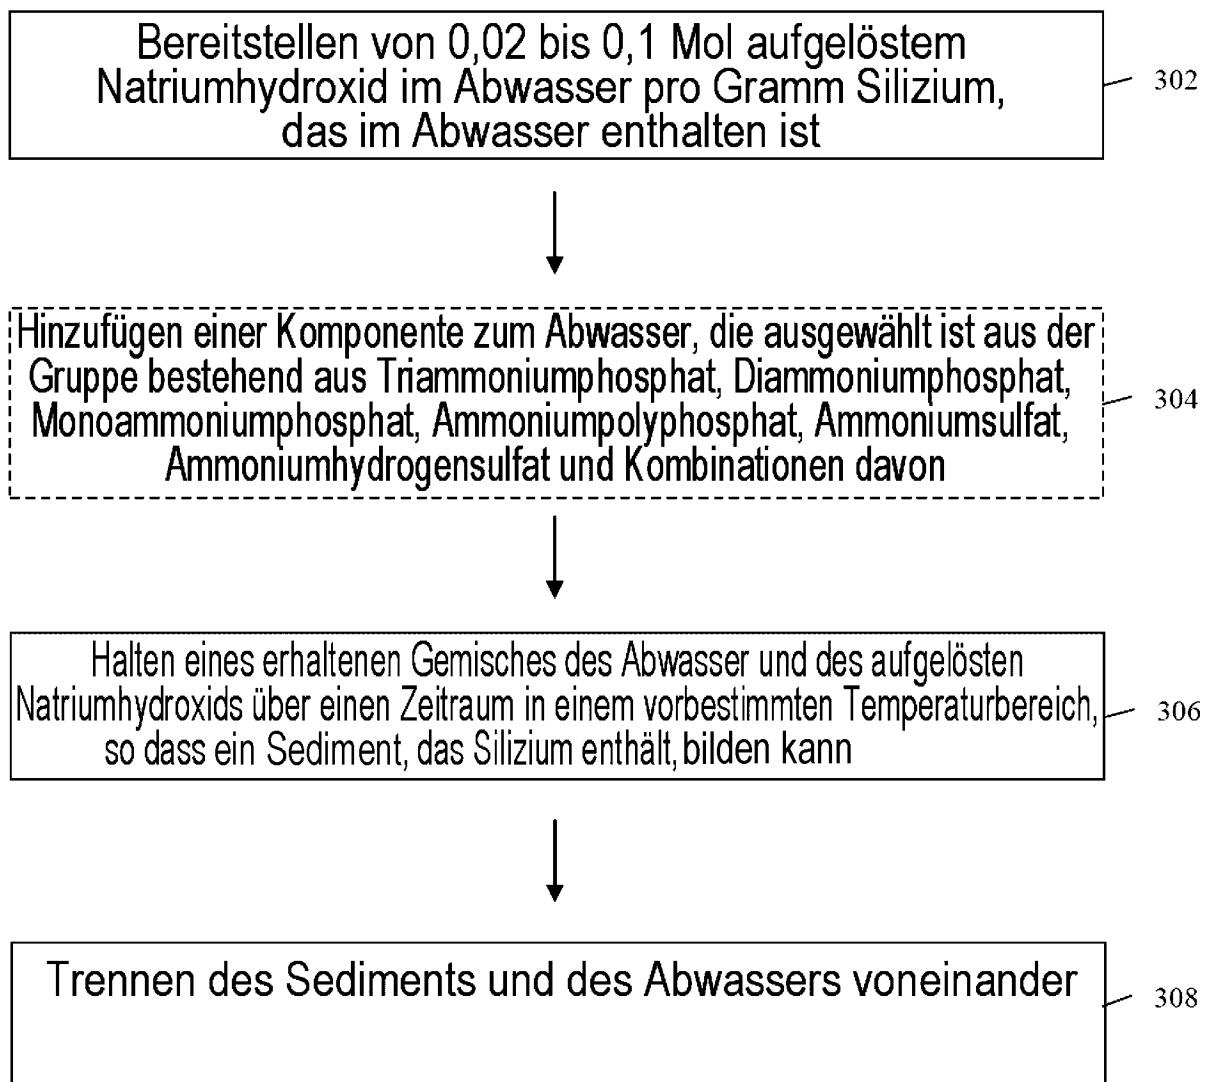 Bereitstellen von 0,02 bis 0,1 Mol aufgelöstem
Natriumhydroxid im Abwasser pro Gramm Silizium,
das im Abwasser enthalten ist
302
Hinzufügen einer Komponente zum Abwasser, die ausgewählt ist aus der
Gruppe bestehend aus Triammoniumphosphat, Diammoniumphosphat,
Monoammoniumphosphat, Ammoniumpolyphosphat, Ammoniumsulfat,
Ammoniumhydrogensulfat und Kombinationen davon
304
Halten eines erhaltenen Gemisches des Abwasser und des aufgelösten
Natriumhydroxids über einen Zeitraum in einem vorbestimmten Temperaturbereich,
so dass ein Sediment, das Silizium enthält, bilden kann
306
Trennen des Sediments und des Abwassers voneinander
308